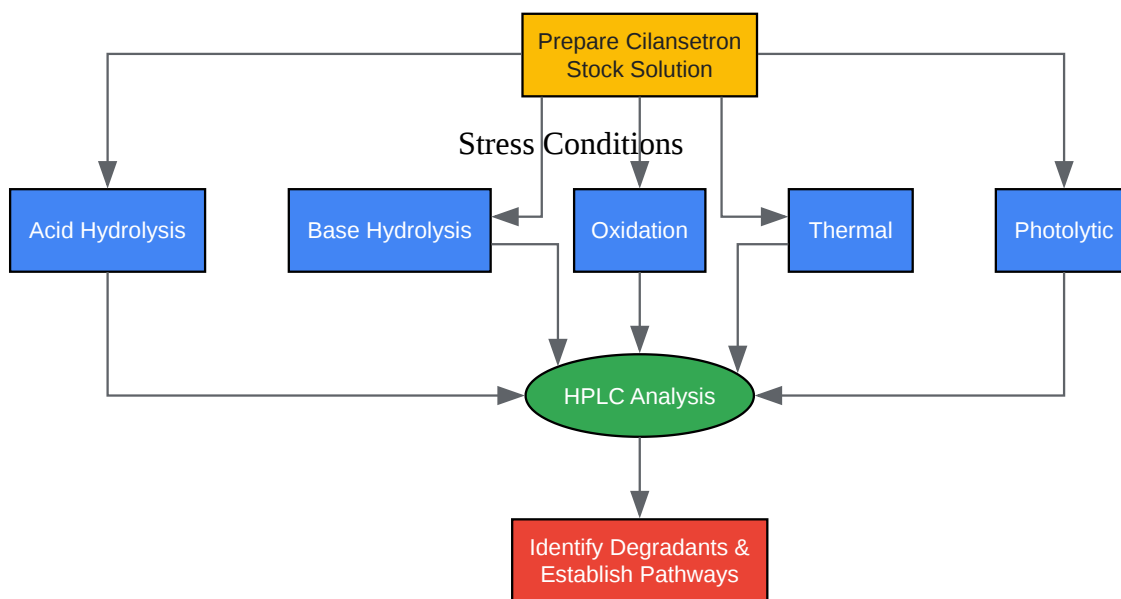 Prepare Cilansetron
Stock Solution
Stress Conditions
Acid Hydrolysis
Base Hydrolysis
Oxidation
Thermal
Photolytic
HPLC Analysis
Identify Degradants &
Establish Pathways